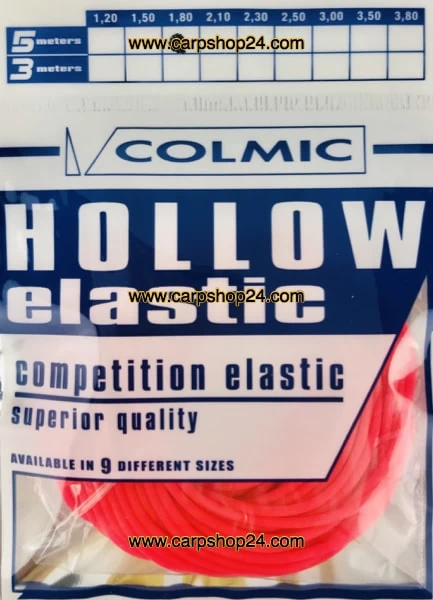 1,20 1,50 1,80 2,10 2,30 2,50 3,00 3,50 3,80
5 meters
www.carpshop24.com
3 meters
COLMIC
HOLLOW
elastic
www.carpshop24.com
competition elastic
superior quality
AVAILABLE IN 9 DIFFERENT SIZES
www.carpshop24.com